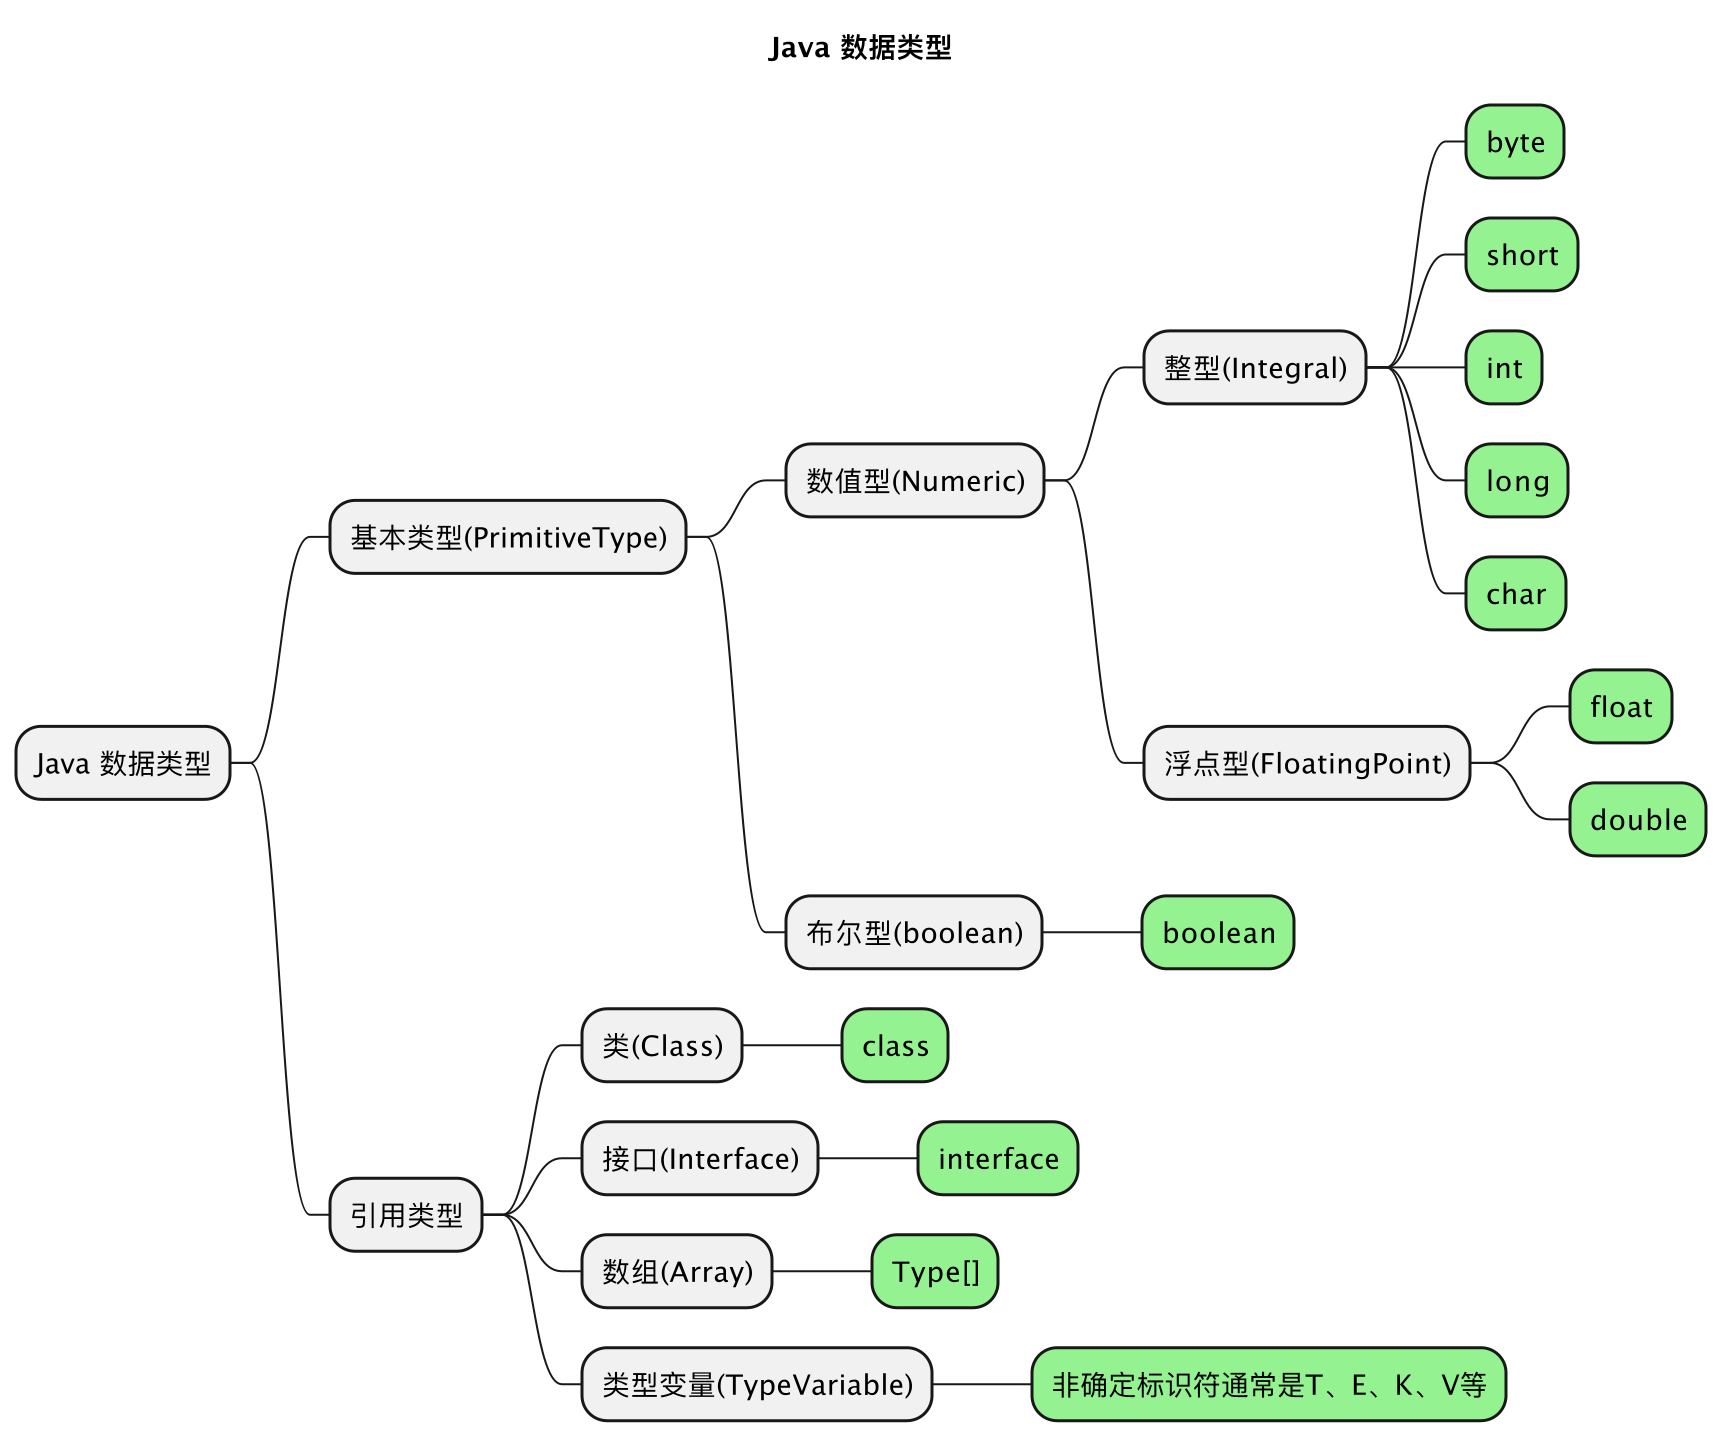 Java 数据类型
byte
short
int
long
char
整型(Integral)
数值型(Numeric)
基本类型(PrimitiveType)
float
浮点型(FloatingPoint)
double
Java 数据类型
布尔型(boolean)
boolean
类(Class)
class
接口(Interface)
interface
引用类型
数组(Array)
Type[]
类型变量(TypeVariable)
非确定标识符通常是T、E、K、V等